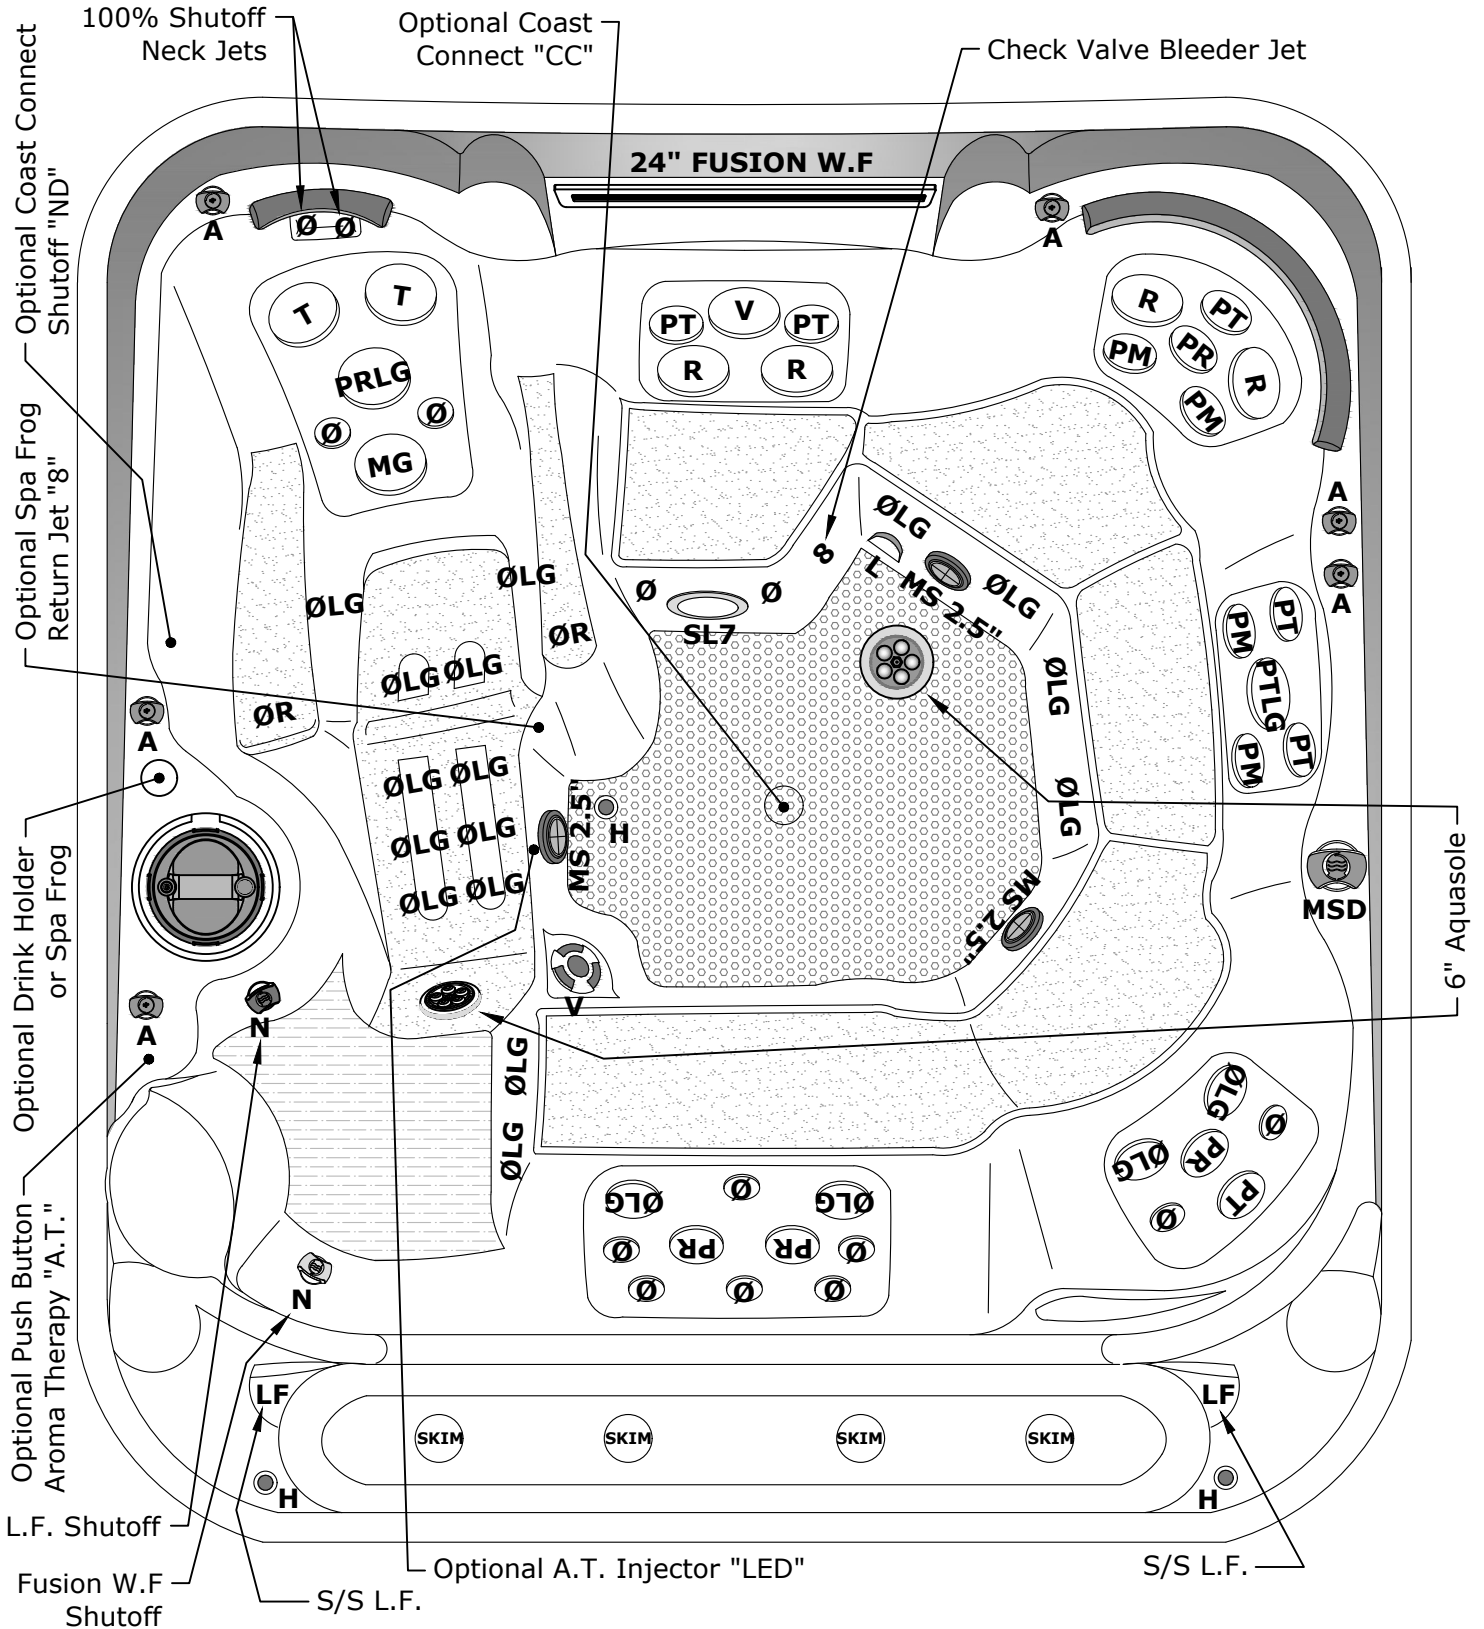 100% Shutoff
Neck Jets
Optional Coast
Connect "CC"
Check Valve Bleeder Jet
Optional Coast Connect
Shutoff "ND"
24" FUSION W.F
A
Ø
Ø
A
T
T
PRLG
Ø
Ø
MG
PT
V
PT
R
R
R
PT
PM
PR
R
PM
Optional Spa Frog
Return Jet "8"
A
A
ØLG
8
L
MS 2.5"
ØLG
ØLG
ØLG
Ø
Ø
SL7
ØR
ØLG
ØLG
ØR
PM
PT
PTLG
PM
PT
ØLG
ØLG
A
ØLG
ØLG
ØLG
ØLG
ØLG
ØLG
MS 2.5"
H
ØLG
ØLG
MS 2.5"
MSD
6" Aquasole
Optional Drink Holder
or Spa Frog
A
N
V
ØLG
ØLG
ØLG
Ø
ØLG
PR
Ø
PT
ØLG
Ø
ØLG
Ø
PR
PR
Ø
Ø
Ø
Ø
Optional Push Button
Aroma Therapy "A.T."
N
LF
LF
SKIM
SKIM
SKIM
SKIM
H
H
L.F. Shutoff
Fusion W.F
Shutoff
S/S L.F.
Optional A.T. Injector "LED"
S/S L.F.